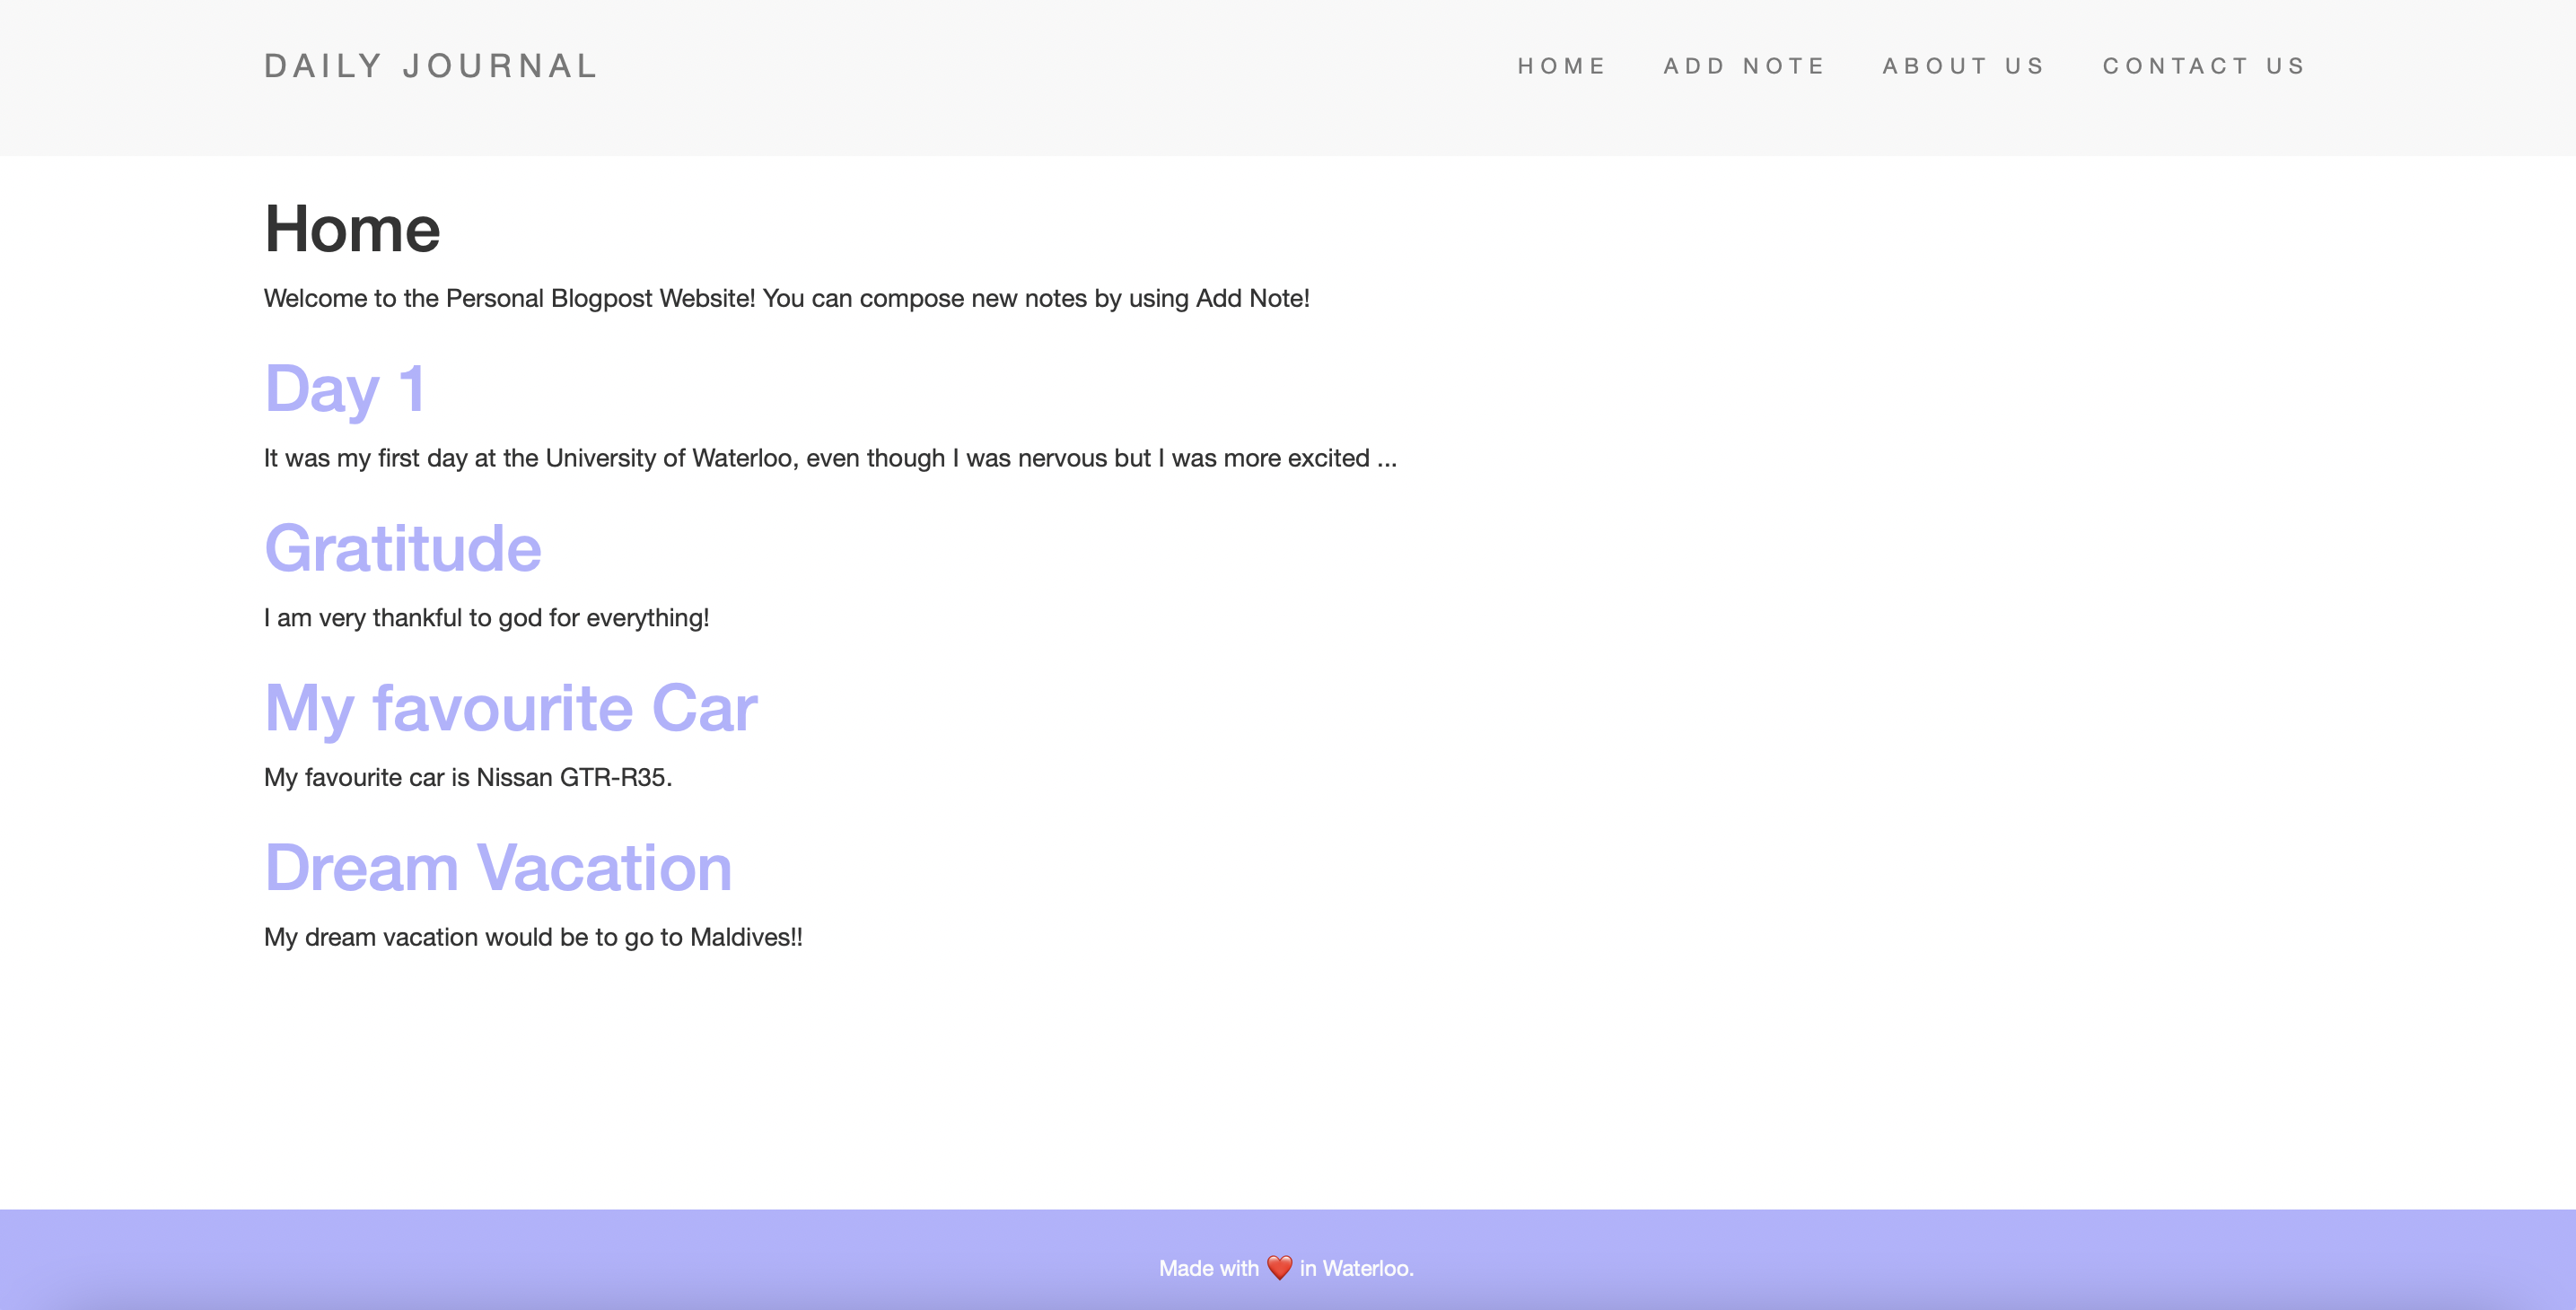 DAILY JOURNAL
HOME ADD NOTE ABOUT US CONTACT US
Home
Welcome to the Personal Blogpost Website! You can compose new notes by using Add Note!
Day 1
It was my first day at the University of Waterloo, even though I was nervous but I was more excited ...
Gratitude
I am very thankful to god for everything!
My favourite Car
My favourite car is Nissan GTR-R35.
Dream Vacation
My dream vacation would be to go to Maldives!!
Made with ❤️ in Waterloo.